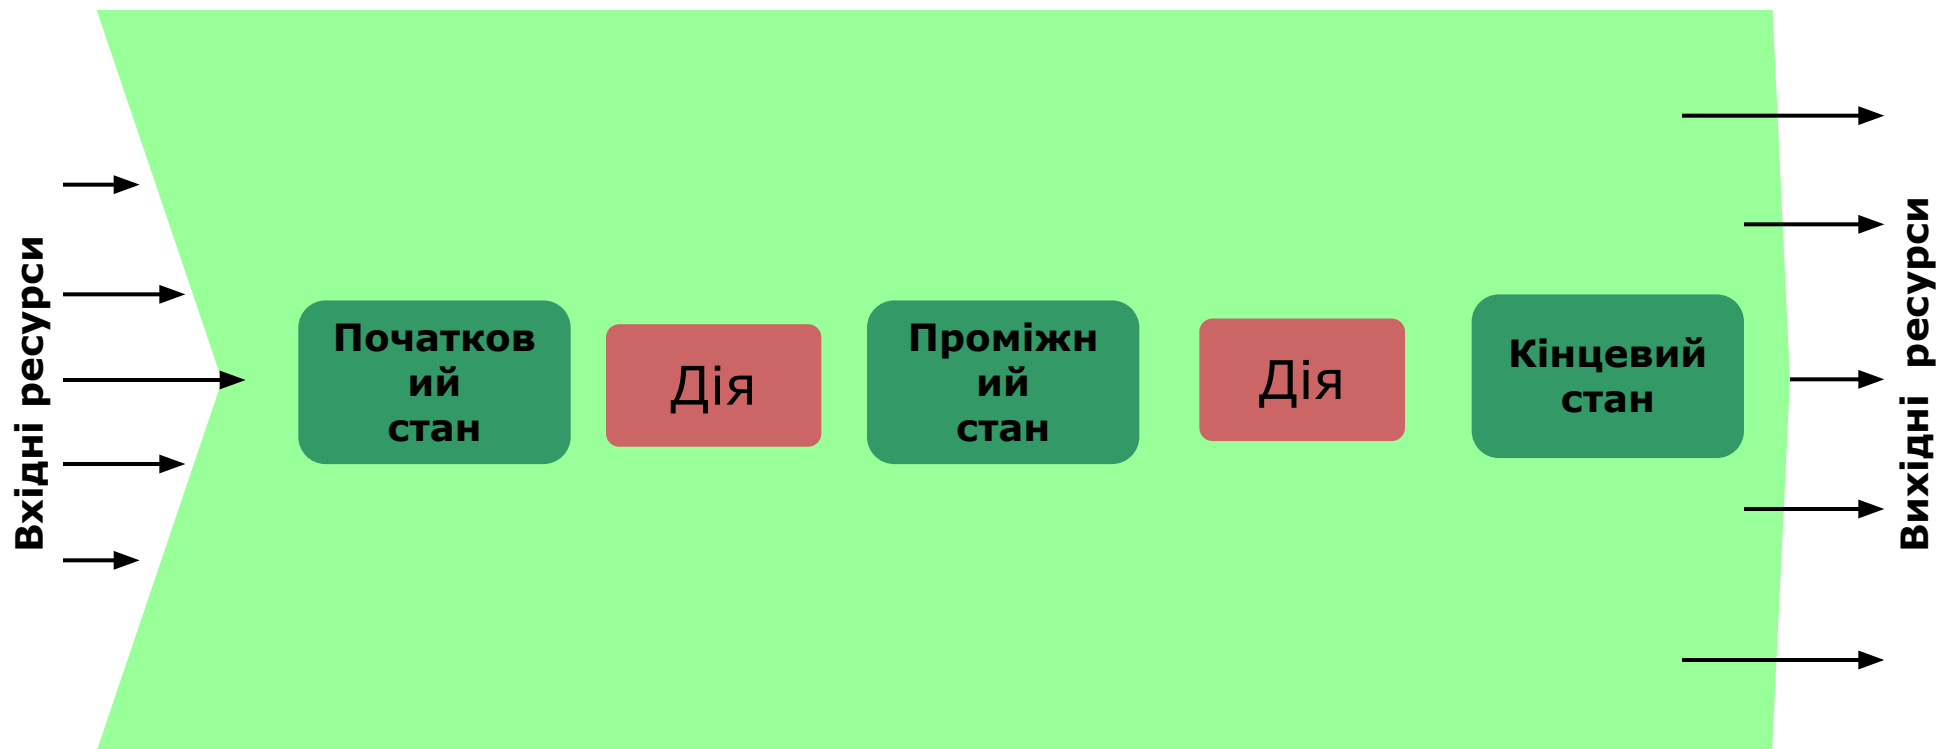 Вхідні ресурси
Початков
ий
стан
Дія
Проміжн
ий
стан
Дія
Кінцевий
стан
Вихідні ресурси